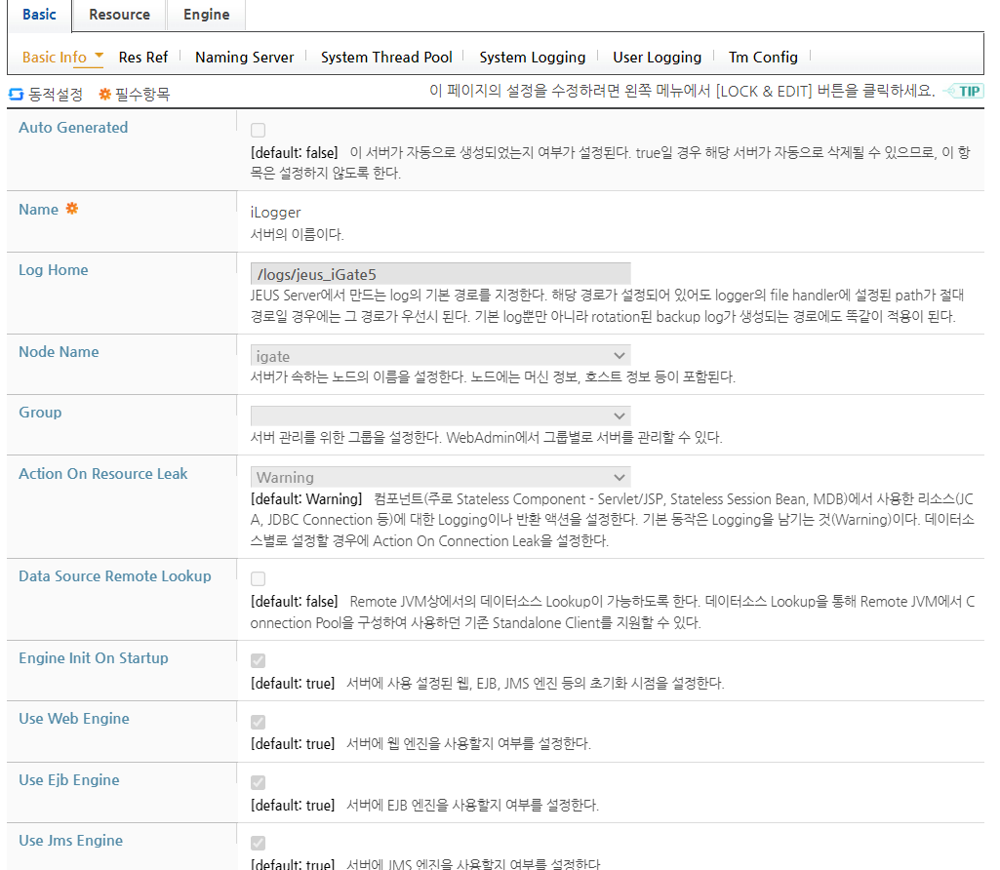 Basic Resource Engine
Basic Info Res Ref Naming Server System Thread Pool System Logging User Logging Tm Config
동적설정 필수항목 이 페이지의 설정을 수정하려면 왼쪽 메뉴에서 [LOCK & EDIT] 버튼을 클릭하세요. TIP
Auto Generated
[default: false] 이 서버가 자동으로 생성되었는지 여부가 설정된다. true일 경우 해당 서버가 자동으로 삭제될 수 있으므로, 이 항
목은 설정하지 않도록 한다.
Name iLogger
서버의 이름이다.
Log Home /logs/jeus_iGate5
JEUS Server에서 만드는 log의 기본 경로를 지정한다. 해당 경로가 설정되어 있어도 logger의 file handler에 설정된 path가 절대
경로일 경우에는 그 경로가 우선시 된다. 기본 log뿐만 아니라 rotation된 backup log가 생성되는 경로에도 똑같이 적용이 된다.
Node Name igate
서버가 속하는 노드의 이름을 설정한다. 노드에는 머신 정보, 호스트 정보 등이 포함된다.
Group
서버 관리를 위한 그룹을 설정한다. WebAdmin에서 그룹별로 서버를 관리할 수 있다.
Action On Resource Leak Warning
[default: Warning] 컴포넌트(주로 Stateless Component - Servlet/JSP, Stateless Session Bean, MDB)에서 사용한 리소스(JC
A, JDBC Connection 등)에 대한 Logging이나 반환 액션을 설정한다. 기본 동작은 Logging을 남기는 것(Warning)이다. 데이터소
스별로 설정할 경우에 Action On Connection Leak을 설정한다.
Data Source Remote Lookup
[default: false] Remote JVM상에서의 데이터소스 Lookup이 가능하도록 한다. 데이터소스 Lookup을 통해 Remote JVM에서 C
onnection Pool을 구성하여 사용하던 기존 Standalone Client를 지원할 수 있다.
Engine Init On Startup
[default: true] 서버에 사용 설정된 웹, EJB, JMS 엔진 등의 초기화 시점을 설정한다.
Use Web Engine
[default: true] 서버에 웹 엔진을 사용할지 여부를 설정한다.
Use Ejb Engine
[default: true] 서버에 EJB 엔진을 사용할지 여부를 설정한다.
Use Jms Engine
[default: true] 서버에 JMS 엔진을 사용할지 여부를 설정한다